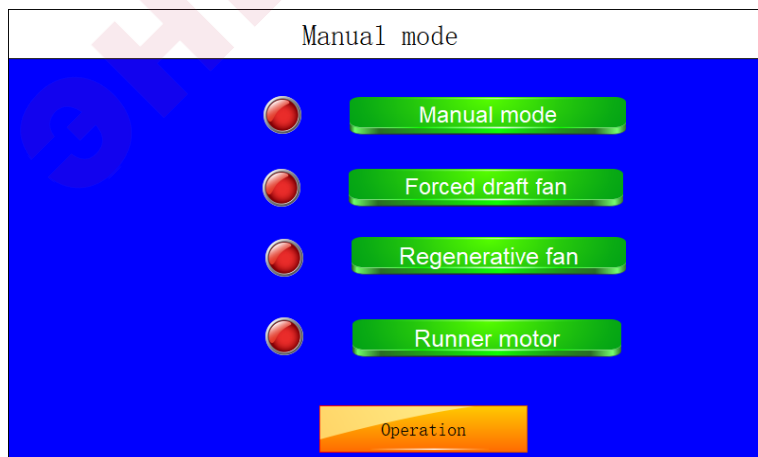 Manual mode
Manual mode
Forced draft fan
Regenerative fan
Runner motor
Operation